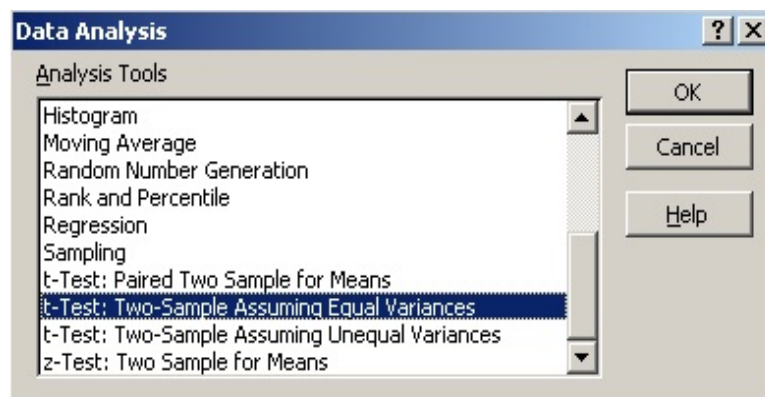 Data Analysis
Analysis Tools
Histogram
Moving Average
Random Number Generation
Rank and Percentile
Regression
Sampling
t-Test: Paired Two Sample for Means
t-Test: Two-Sample Assuming Equal Variances
t-Test: Two-Sample Assuming Unequal Variances
z-Test: Two Sample for Means
OK
Cancel
Help